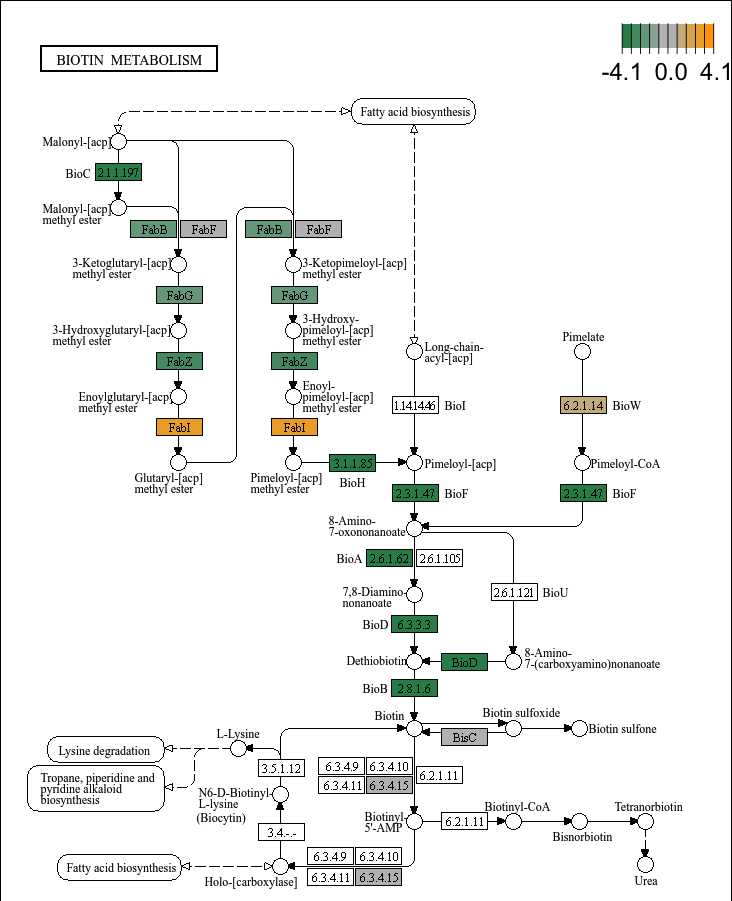 -4.1 0.0 4.1
BIOTIN METABOLISM
Fatty acid biosynthesis
Malonyl-[acp]
BioC 2.1.1.197
Malonyl-[acp]
methyl ester
FabB FabF FabB FabF
3-Ketoglutaryl-[acp]
methyl ester
3-Ketopimeloyl-[acp]
methyl ester
FabG FabG
3-Hydroxyglutaryl-[acp]
methyl ester
3-Hydroxy-
pimeloyl-[acp]
methyl ester
Long-chain-
acyl-[acp]
Pimelate
FabZ FabZ
Enoylglutaryl-[acp]
methyl ester
Enoyl-
pimeloyl-[acp]
methyl ester
1.14.14.46 BioI
6.2.1.14 BioW
FabI FabI
Glutaryl-[acp]
methyl ester
Pimeloyl-[acp]
methyl ester
3.1.1.85
BioH
Pimeloyl-[acp]
Pimeloyl-CoA
2.3.1.47 BioF
2.3.1.47 BioF
8-Amino-
7-oxononanoate
BioA 2.6.1.62 2.6.1.105
7,8-Diamino-
nonanoate
2.6.1.121 BioU
BioD 6.3.3.3
Dethiobiotin
BioD
8-Amino-
7-(carboxyamino)nonanoate
BioB 2.8.1.6
Biotin
Biotin sulfoxide
BisC
Biotin sulfone
L-Lysine
Lysine degradation
Tropane, piperidine and
pyridine alkaloid
biosynthesis
3.5.1.12
6.3.4.9 6.3.4.10
6.3.4.11 6.3.4.15
6.2.1.11
N6-D-Biotinyl-
L-lysine
(Biocytin)
Biotinyl-
5'-AMP
6.2.1.11
Biotinyl-CoA
Bisnorbiotin
Tetranorbiotin
3.4.-.-
6.3.4.9 6.3.4.10
6.3.4.11 6.3.4.15
Fatty acid biosynthesis
Holo-[carboxylase]
Urea